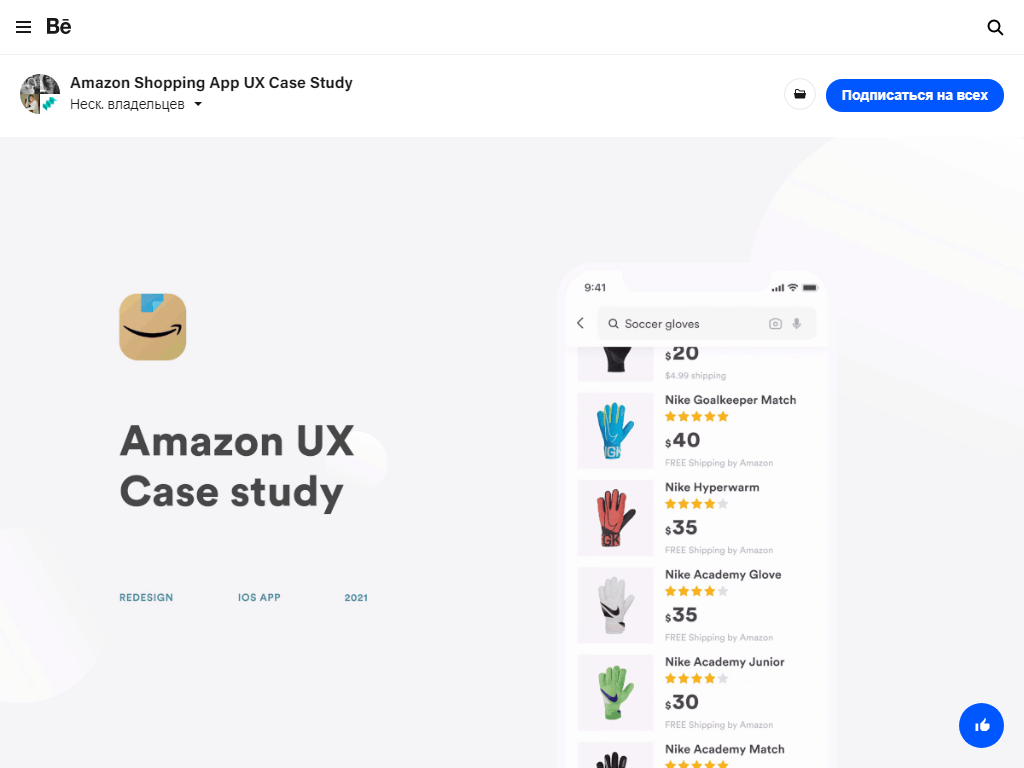 Bē
Amazon Shopping App UX Case Study
Неск. владельцев
Подписаться на всех
Amazon UX
Case study
REDESIGN
IOS APP
2021
9:41
Soccer gloves
$20
$4.99 shipping
Nike Goalkeeper Match
$40
FREE Shipping by Amazon
Nike Hyperwarm
$35
FREE Shipping by Amazon
Nike Academy Glove
$35
FREE Shipping by Amazon
Nike Academy Junior
$30
FREE Shipping by Amazon
Nike Academy Match